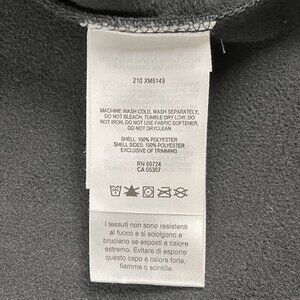 210 XM6149
MACHINE WASH COLD, WASH SEPARATELY,
DO NOT BLEACH, TUMBLE DRY LOW, DO
NOT IRON, DO NOT USE FABRIC SOFTENER,
DO NOT DRYCLEAN
SHELL: 100% POLYESTER
SHELL SIDES: 100% POLYESTER
EXCLUSIVE OF TRIMMING
RN 69724
CA 05367
I tessuti non sono resistenti
al fuoco e si sciolgono e
bruciano se esposti a calore
estremo. Evitare di esporre
questo capo a calore forte,
fiamma o scintille.